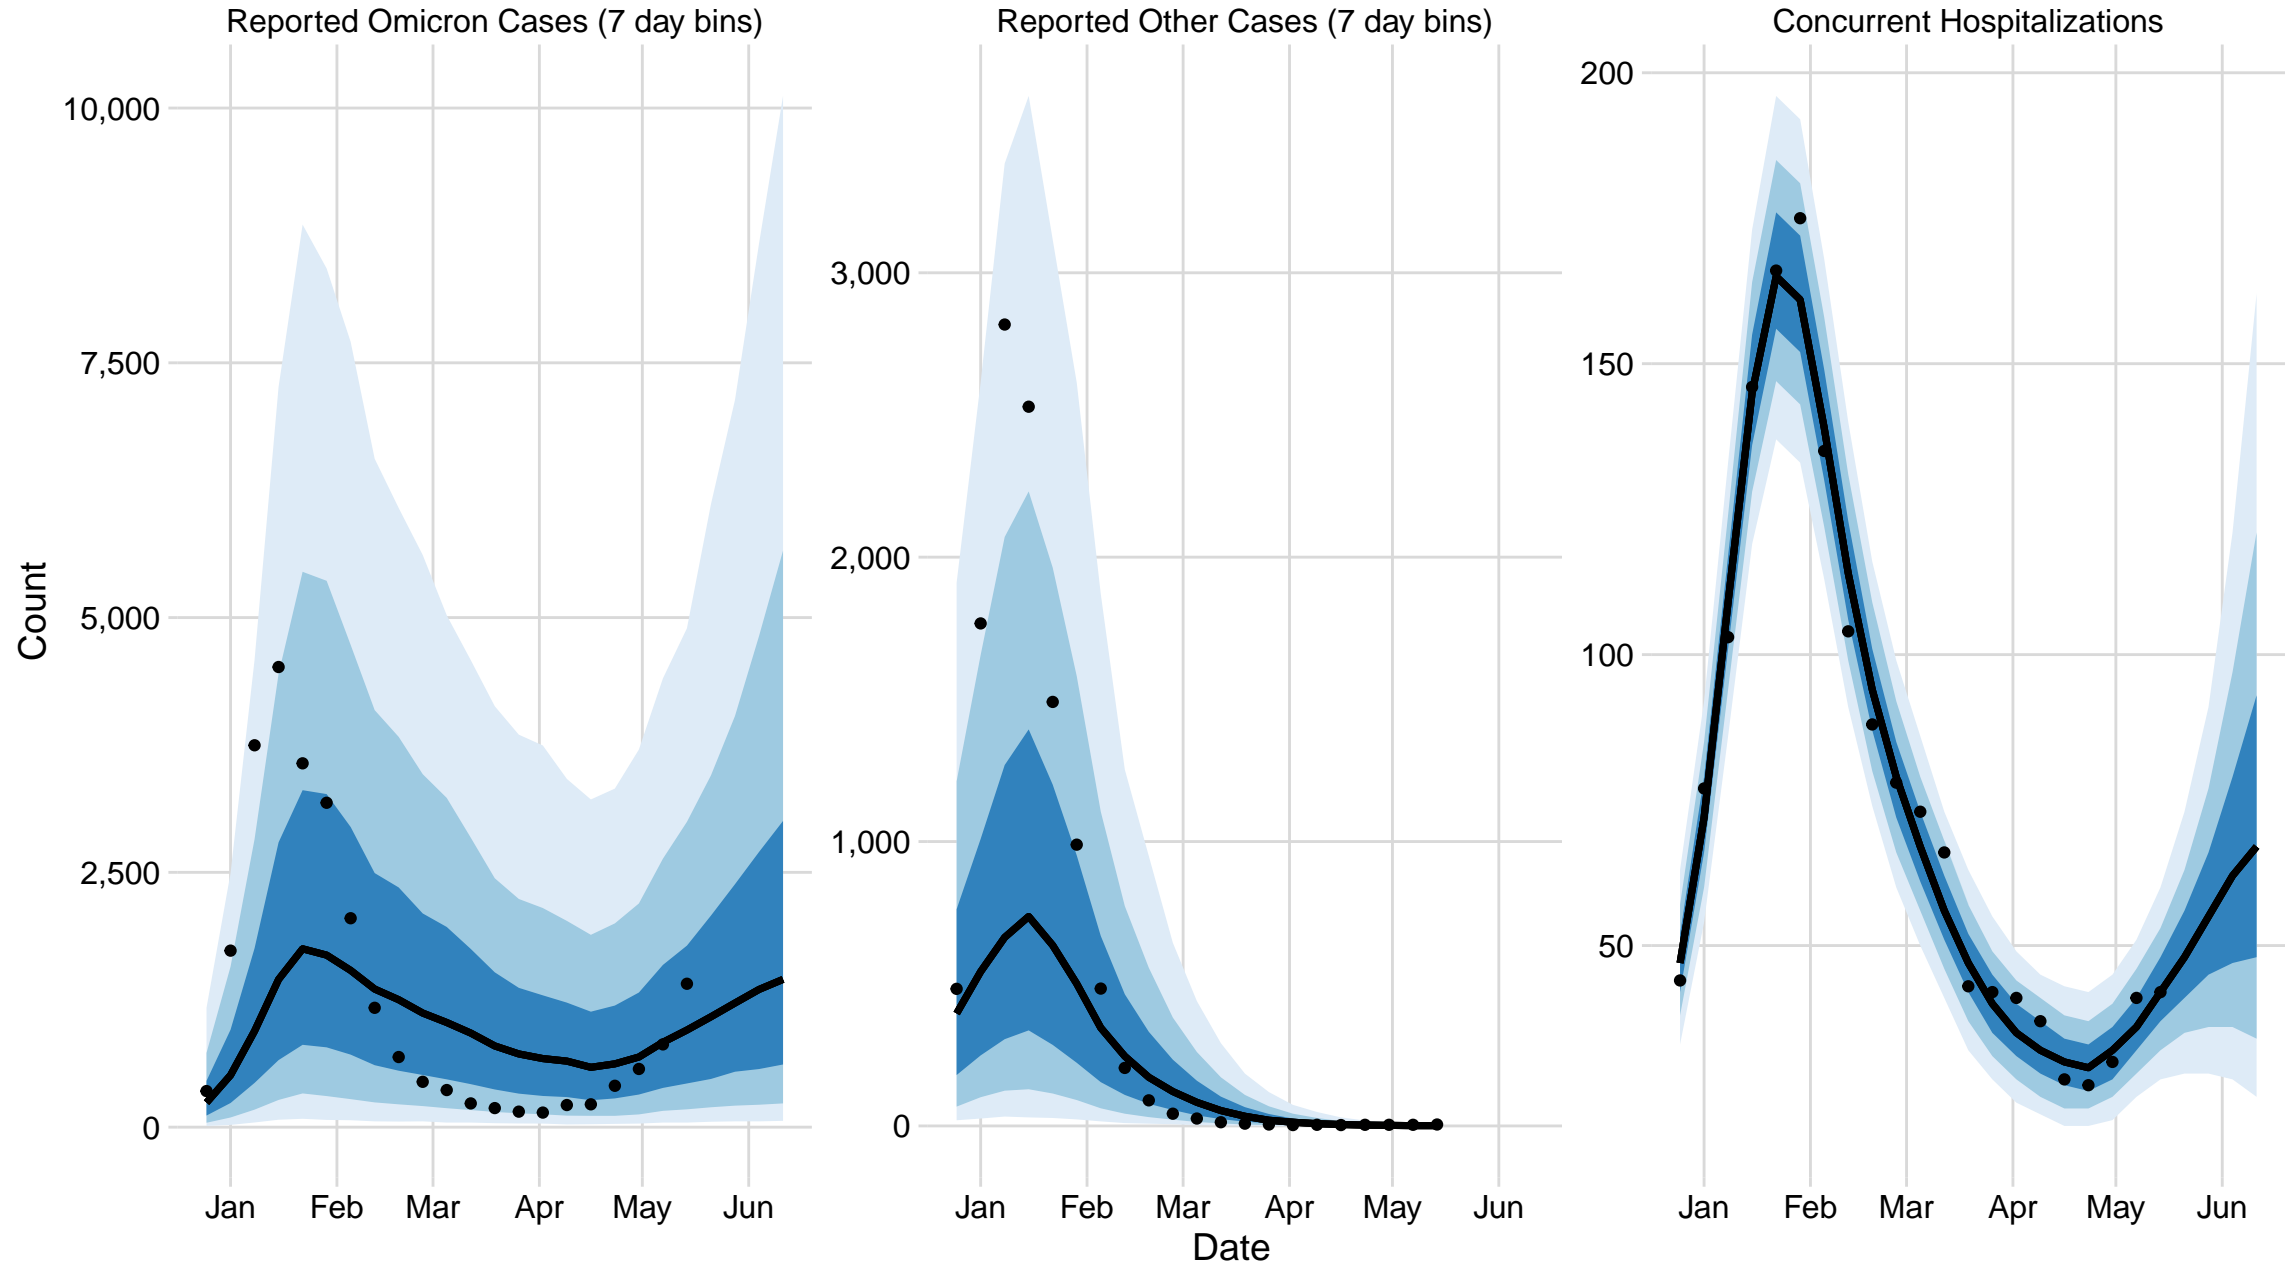 Reported Omicron Cases (7 day bins)
Reported Other Cases (7 day bins)
Concurrent Hospitalizations
Count
10,000
7,500
5,000
2,500
0
Jan Feb Mar Apr May Jun
3,000
2,000
1,000
0
Jan Feb Mar Apr May Jun
200
150
100
50
Jan Feb Mar Apr May Jun
Date